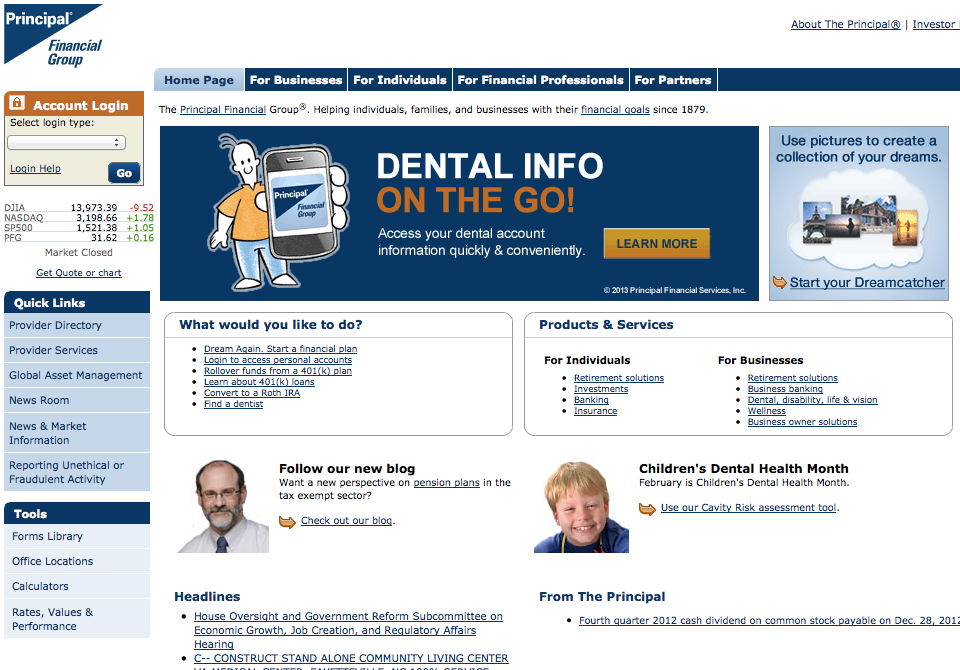 Principal®
Financial
Group
About The Principal® | Investor
Home Page
For Businesses
For Individuals
For Financial Professionals
For Partners
Account Login
Select login type:
Login Help
Go
The Principal Financial Group®. Helping individuals, families, and businesses with their financial goals since 1879.
DENTAL INFO
ON THE GO!
Access your dental account
information quickly & conveniently.
LEARN MORE
© 2013 Principal Financial Services, Inc.
Principal
Financial
Group
Use pictures to create a
collection of your dreams.
Start your Dreamcatcher
DJIA 13,973.39 -9.52
NASDAQ 3,198.66 +1.78
SP500 1,521.38 +1.05
PFG 31.62 +0.16
Market Closed
Get Quote or chart
Quick Links
Provider Directory
Provider Services
Global Asset Management
News Room
News & Market
Information
Reporting Unethical or
Fraudulent Activity
Tools
Forms Library
Office Locations
Calculators
Rates, Values &
Performance
What would you like to do?
Dream Again. Start a financial plan
Login to access personal accounts
Rollover funds from a 401(k) plan
Learn about 401(k) loans
Convert to a Roth IRA
Find a dentist
Products & Services
For Individuals
Retirement solutions
Investments
Banking
Insurance
For Businesses
Retirement solutions
Business banking
Dental, disability, life & vision
Wellness
Business owner solutions
Follow our new blog
Want a new perspective on pension plans in the
tax exempt sector?
Check out our blog.
Children's Dental Health Month
February is Children's Dental Health Month.
Use our Cavity Risk assessment tool.
Headlines
House Oversight and Government Reform Subcommittee on
Economic Growth, Job Creation, and Regulatory Affairs
Hearing
C-- CONSTRUCT STAND ALONE COMMUNITY LIVING CENTER
From The Principal
Fourth quarter 2012 cash dividend on common stock payable on Dec. 28, 2012